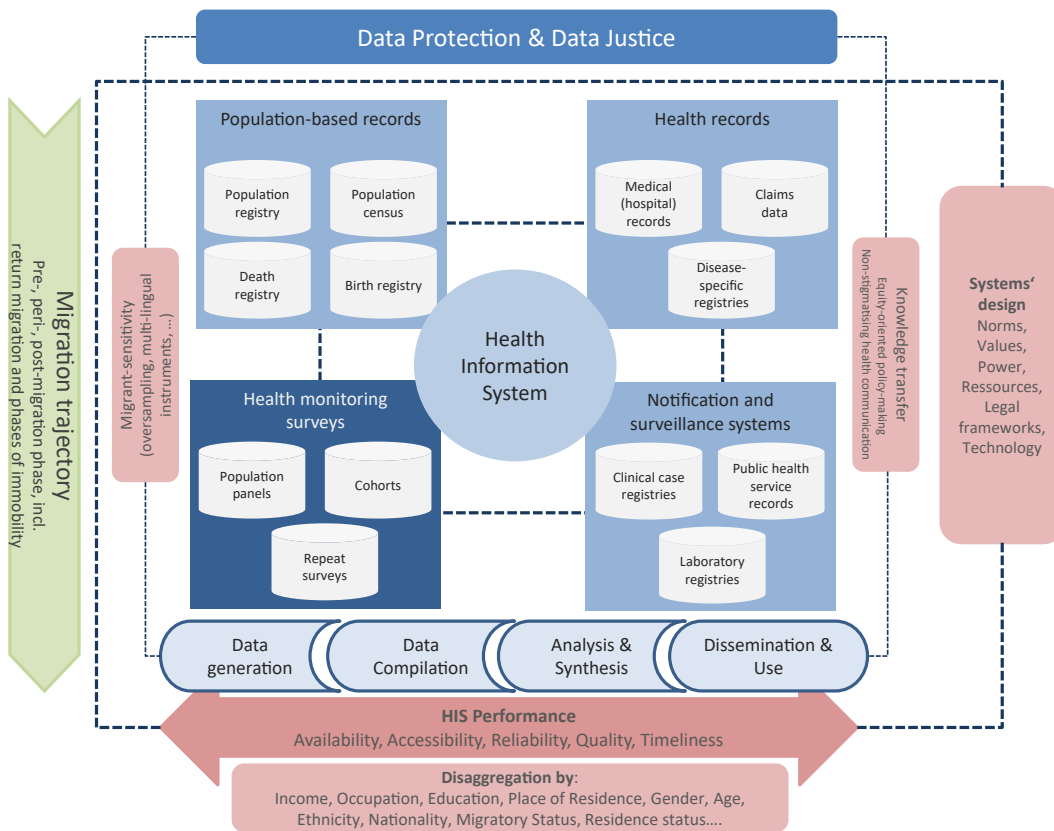 Data Protection & Data Justice
Population-based records
Population
registry
Population
census
Death
registry
Birth registry
Health records
Medical
(hospital)
records
Claims
data
Disease-
specific
registries
Health
Information
System
Health monitoring
surveys
Population
panels
Cohorts
Repeat
surveys
Notification and
surveillance systems
Clinical case
registries
Public health
service
records
Laboratory
registries
Migration trajectory
Pre-, peri-, post-migration phase, incl.
return migration and phases of immobility
Migrant-sensitivity
(oversampling, multi-lingual
instruments,…)
Knowledge transfer
Equity-oriented policy-making
Non-stigmatising health communication
Systems‘
design
Norms,
Values,
Power,
Ressources,
Legal
frameworks,
Technology
Data
generation
Data
Compilation
Analysis &
Synthesis
Dissemination &
Use
HIS Performance
Availability, Accessibility, Reliability, Quality, Timeliness
Disaggregation by:
Income, Occupation, Education, Place of Residence, Gender, Age,
Ethnicity, Nationality, Migratory Status, Residence status….